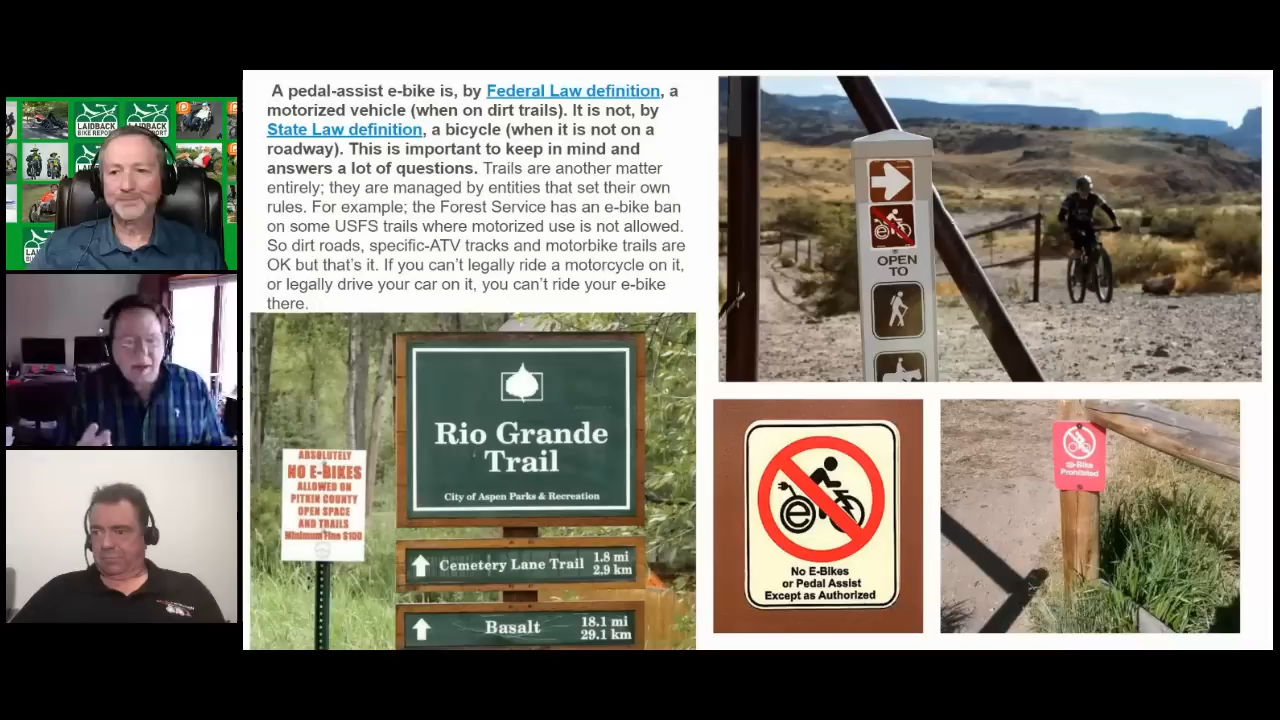 A pedal-assist e-bike is, by Federal Law definition, a
motorized vehicle (when on dirt trails). It is not, by
State Law definition, a bicycle (when it is not on a
roadway). This is important to keep in mind and
answers a lot of questions. Trails are another matter
entirely; they are managed by entities that set their own
rules. For example; the Forest Service has an e-bike ban
on some USFS trails where motorized use is not allowed.
So dirt roads, specific-ATV tracks and motorbike trails are
OK but that's it. If you can't legally ride a motorcycle on it,
or legally drive your car on it, you can't ride your e-bike
there.
LAIDBACK
BIKE REPORT
LAIDBACK
ABSOLUTELY
NO E-BIKES
ALLOWED ON
PITKIN COUNTY
OPEN SPACE
AND TRAILS
Minimum Fine $100
Rio Grande
Trail
City of Aspen Parks & Recreation
Cemetery Lane Trail 1.8 mi
2.9 km
Basalt 18.1 mi
29.1 km
e
OPEN
TO
e
No E-Bikes
or Pedal Assist
Except as Authorized
E-Bike
Prohibited